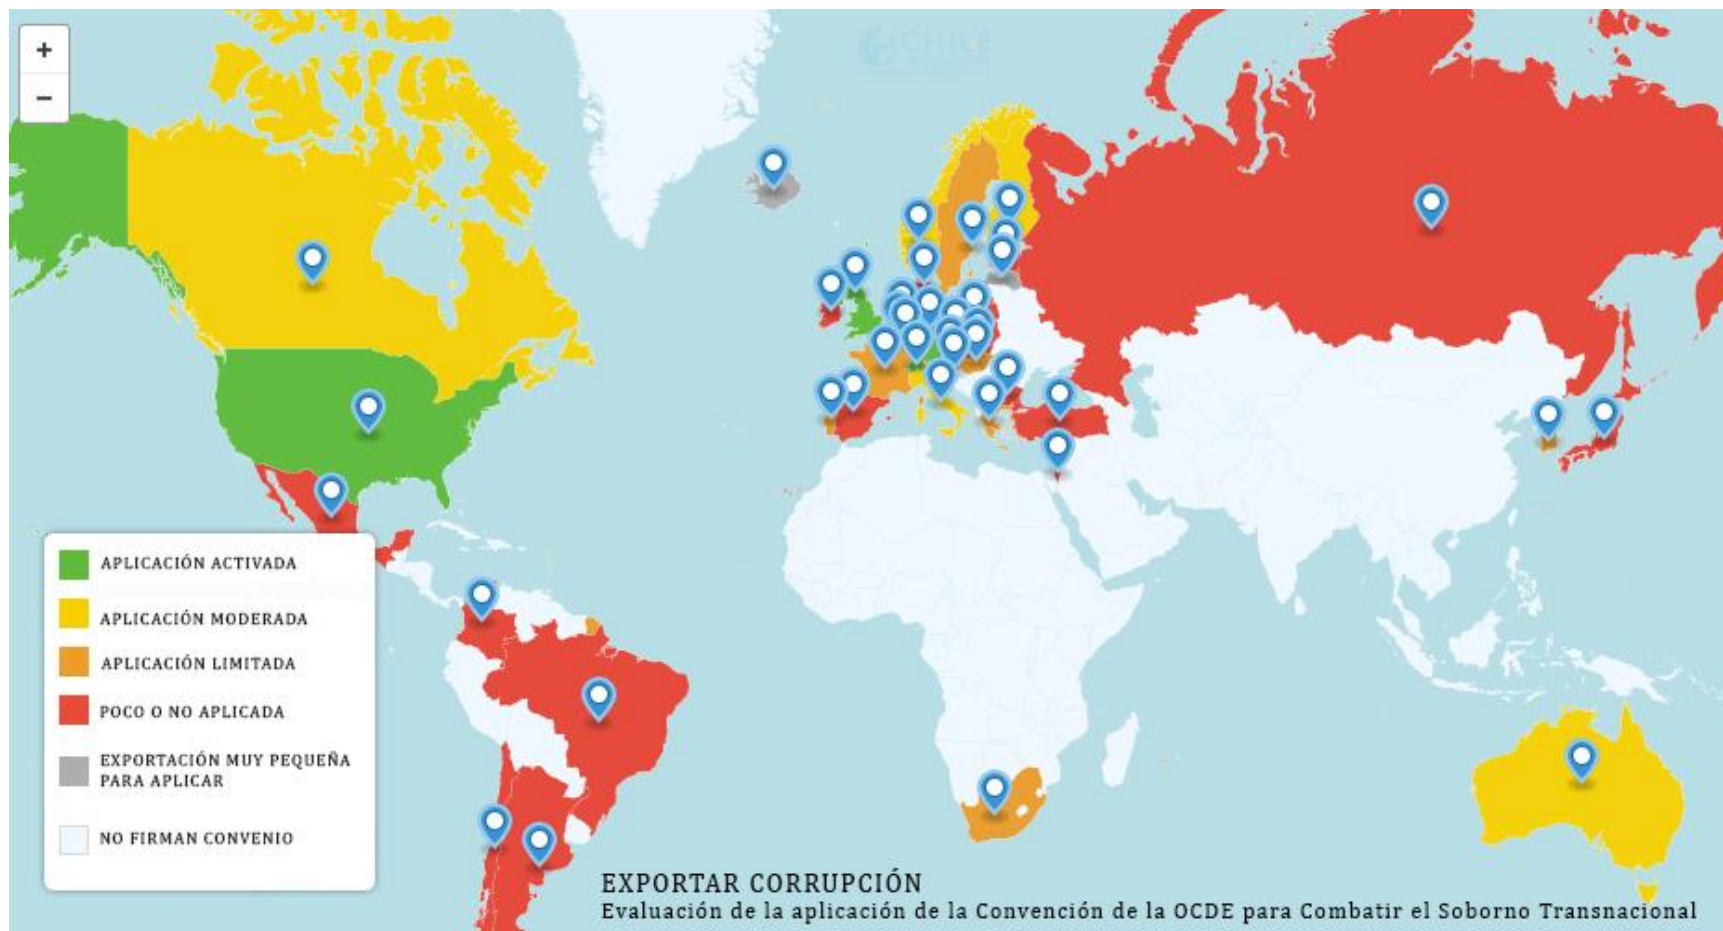 +
−
CHILE
APLICACIÓN ACTIVADA
APLICACIÓN MODERADA
APLICACIÓN LIMITADA
POCO O NO APLICADA
EXPORTACIÓN MUY PEQUEÑA
PARA APLICAR
NO FIRMAN CONVENIO
EXPORTAR CORRUPCIÓN
Evaluación de la aplicación de la Convención de la OCDE para Combatir el Soborno Transnacional